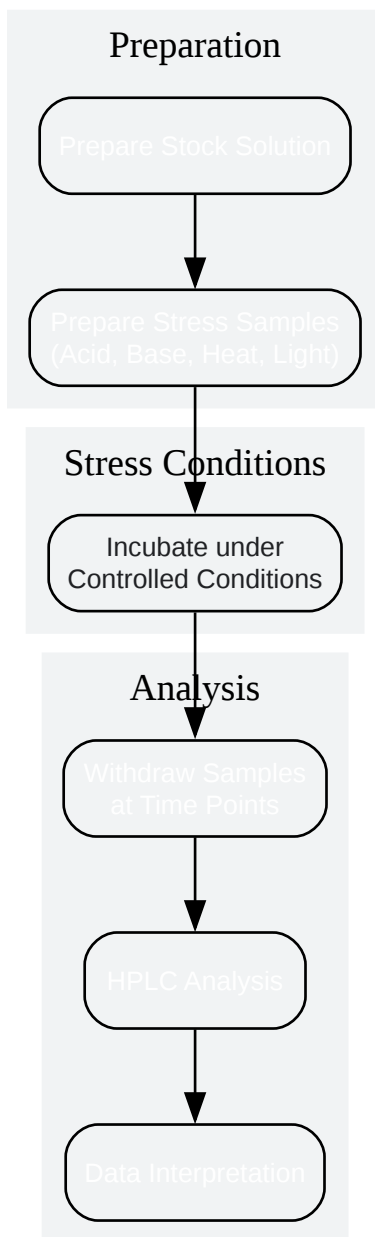 Preparation
Prepare Stock Solution
Prepare Stress Samples
(Acid, Base, Heat, Light)
Stress Conditions
Incubate under
Controlled Conditions
Analysis
Withdraw Samples
at Time Points
HPLC Analysis
Data Interpretation